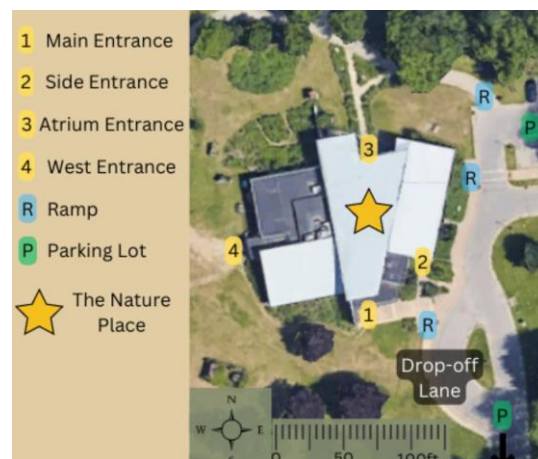 1 Main Entrance
2 Side Entrance
3 Atrium Entrance
4 West Entrance
R Ramp
P Parking Lot
The Nature
Place
R
P
3
R
4
2
1
R
Drop-off
Lane
P
N
W E
S
0 50 100ft